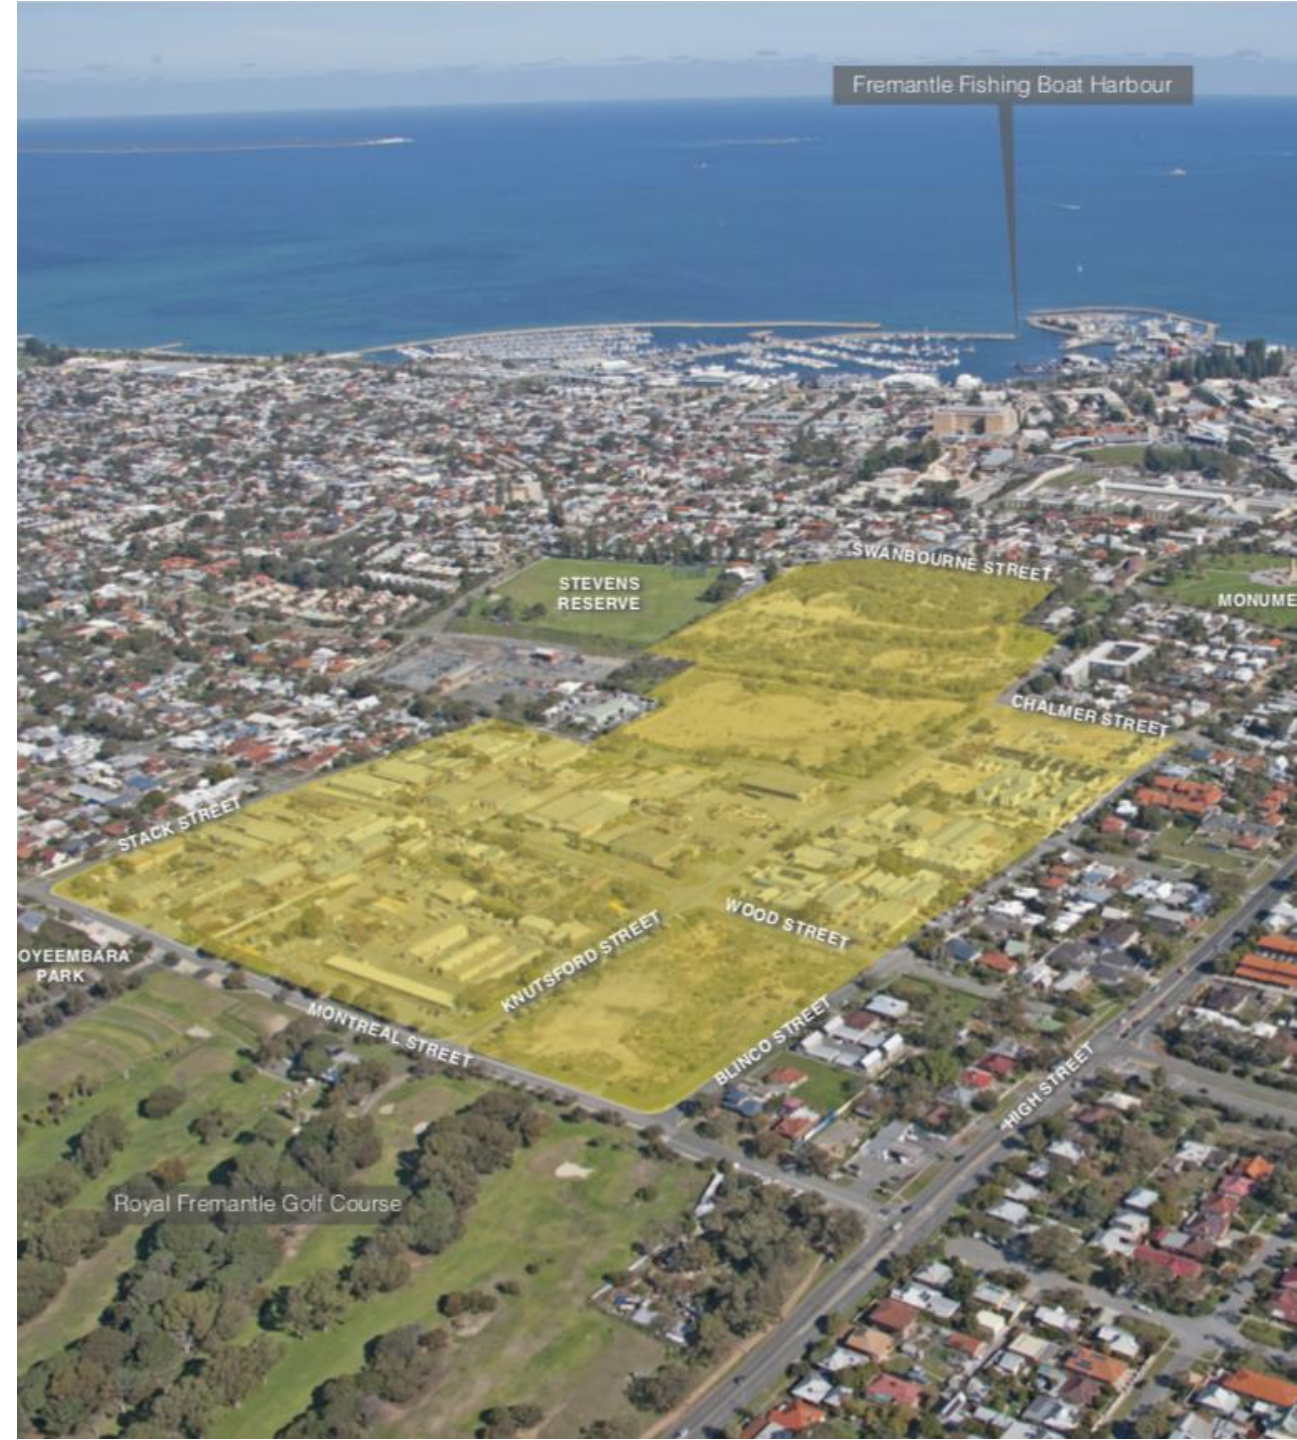 Fremantle Fishing Boat Harbour
SWANBOURNE STREET
STEVENS
RESERVE
MONUME
CHALMER STREET
STACK STREET
WOOD STREET
KNUTSFORD STREET
OYEEMBARA
PARK
MONTREAL STREET
BLINCO STREET
HIGH STREET
Royal Fremantle Golf Course